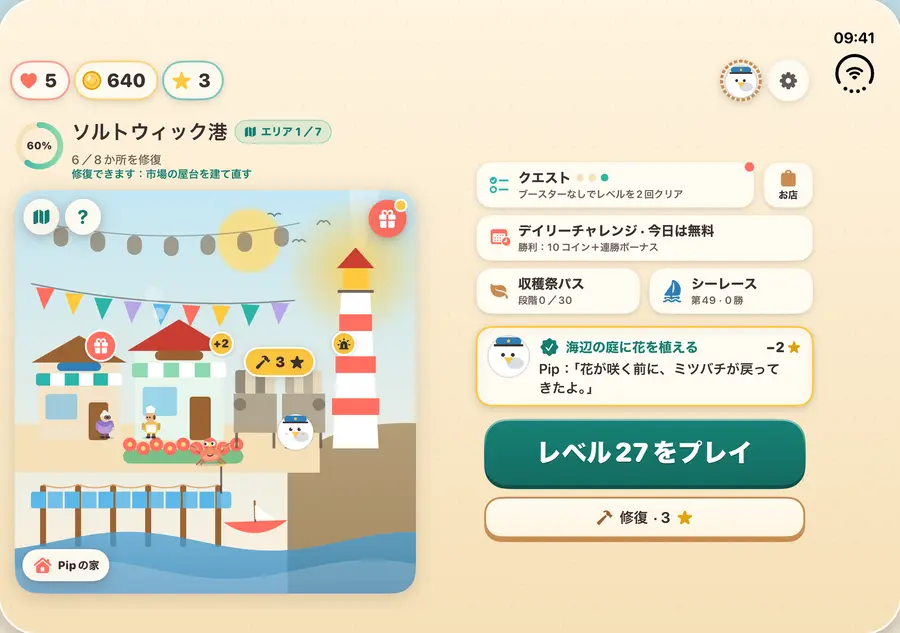 09:41
5
640
3
60%
ソルトウィック港
エリア1/7
6/8か所を修復
修復できます：市場の屋台を建て直す
?
+2
3
Pipの家
クエスト
ブースターなしでレベルを2回クリア
お店
デイリーチャレンジ・今日は無料
勝利：10コイン＋連勝ボーナス
収穫祭パス
段階0/30
シーレース
第49・0勝
海辺の庭に花を植える
−2
Pip：「花が咲く前に、ミツバチが戻って
きたよ。」
レベル27をプレイ
修復・3